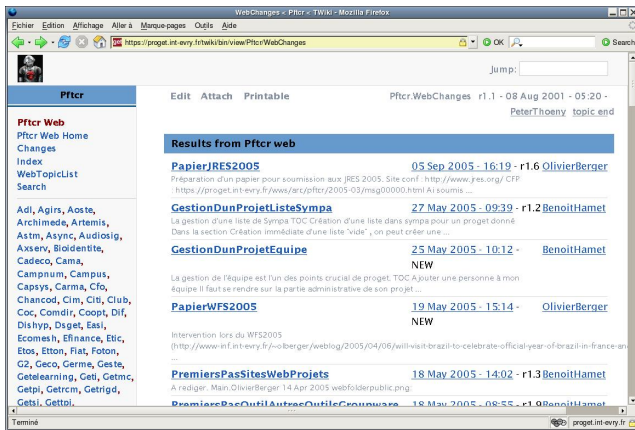 WebChanges < Pftcr < TWiki - Mozilla Firefox
Fichier Edition Affichage Aller à Marque-pages Outils Aide
https://proget.int-evry.fr/twiki/bin/view/Pftcr/WebChanges OK Search
Jump:
Pftcr
Edit Attach Printable Pftcr.WebChanges r1.1 - 08 Aug 2001 - 05:20 -
PeterThoeny topic end
Pftcr Web
Pftcr Web Home
Changes
Index
WebTopicList
Search
Adl, Agirs, Aoste,
Archimede, Artemis,
Astm, Async, Audiosig,
Axserv, Bioidentite,
Cadeco, Cama,
Campnum, Campus,
Capsys, Carma, Cfo,
Chancod, Cim, Citi, Club,
Coc, Comdir, Coopt, Dif,
Dishyp, Dsget, Easi,
Ecomesh, Efinance, Etic,
Etos, Etton, Fiat, Foton,
G2, Geco, Germe, Geste,
Getelearning, Geti, Getmc,
Getpi, Getrcm, Getrigd,
Getsi, Gettpi,
Results from Pftcr web
PapierJRES2005 05 Sep 2005 - 16:19 - r1.6 OlivierBerger
Préparation d'un papier pour soumission aux JRES 2005. Site conf : http://www.jres.org/ CFP
: https://proget.int-evry.fr/wws/arc/pftcr/2005-03/msg00000.html Ai soumis ...
GestionDunProjetListeSympa 27 May 2005 - 09:39 - r1.2 BenoitHamet
La gestion d'une liste de Sympa TOC Création d'une liste dans sympa pour un projet donné
Dans la section Création immédiate d'une liste "vide" , on peut créer une ...
GestionDunProjetEquipe 25 May 2005 - 10:12 - BenoitHamet
NEW
La gestion de l'équipe est l'un des points crucial de proget. TOC Ajouter une personne à mon
équipe Il faut se rendre sur la partie administrative de son projet ...
PapierWFS2005 19 May 2005 - 15:14 - OlivierBerger
NEW
Intervention lors du WFS2005
(http://www-inf.int-evry.fr/~olberger/weblog/2005/04/06/will-visit-brazil-to-celebrate-official-year-of-brazil-in-france-an
...
PremiersPasSitesWebProjets 18 May 2005 - 14:02 - r1.3 BenoitHamet
A rediger. Main.OlivierBerger 14 Apr 2005 webfolderpublic.png:
PremiersPasOutilAutresOutilsGroupware 18 May 2005 - 08:55 - r1.9 BenoitHamet
Terminé proget.int-evry.fr